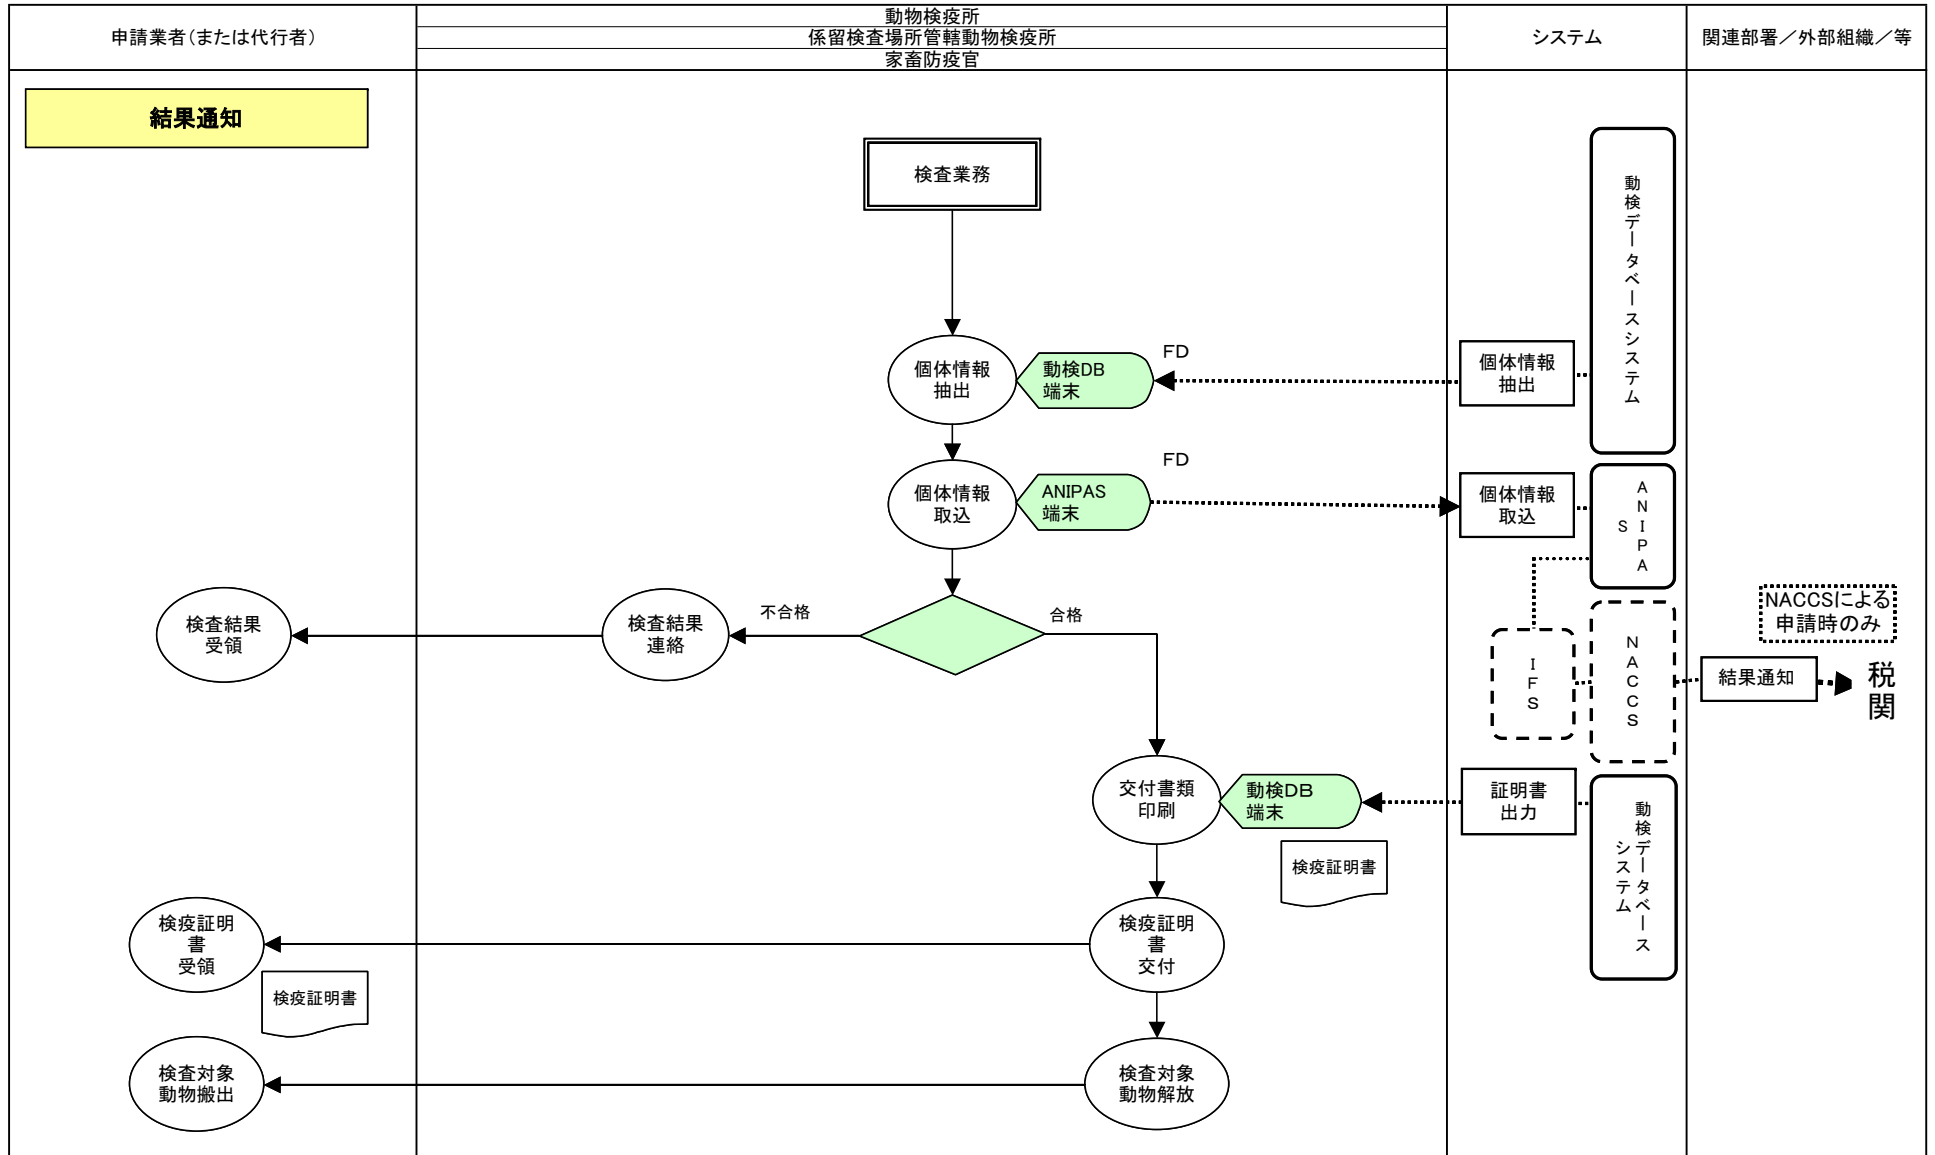 申請業者（または代行者）
動物検疫所
係留検査場所管轄動物検疫所
家畜防疫官
システム
関連部署／外部組織／等
結果通知
検査業務
動検データベースシステム
個体情報
抽出
動検DB
端末
FD
個体情報
抽出
個体情報
取込
ANIPAS
端末
FD
個体情報
取込
ANIPA
S
検査結果
受領
検査結果
連絡
不合格
合格
IFS
NACCS
NACCSによる
申請時のみ
結果通知
税
関
交付書類
印刷
動検DB
端末
検疫証明書
証明書
出力
動検データベース
システム
検疫証明
書
受領
検疫証明書
検疫証明
書
交付
検査対象
動物搬出
検査対象
動物解放